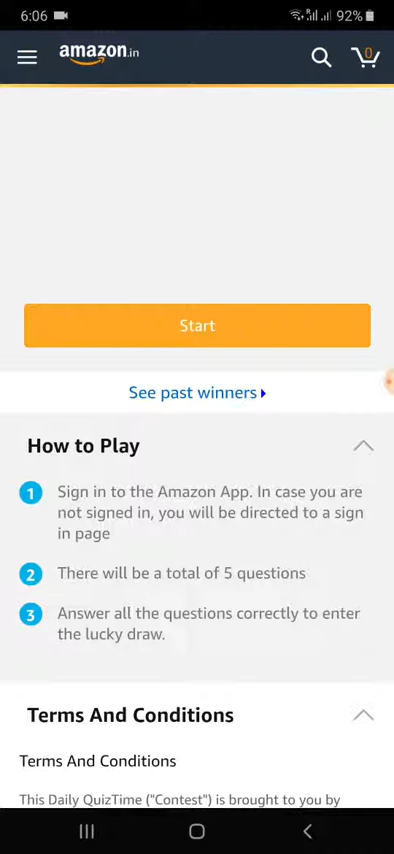 6:06 92%
amazon.in
0
Start
See past winners
How to Play
1 Sign in to the Amazon App. In case you are
not signed in, you will be directed to a sign
in page
2 There will be a total of 5 questions
3 Answer all the questions correctly to enter
the lucky draw.
Terms And Conditions
Terms And Conditions
This Daily QuizTime ("Contest") is brought to you by